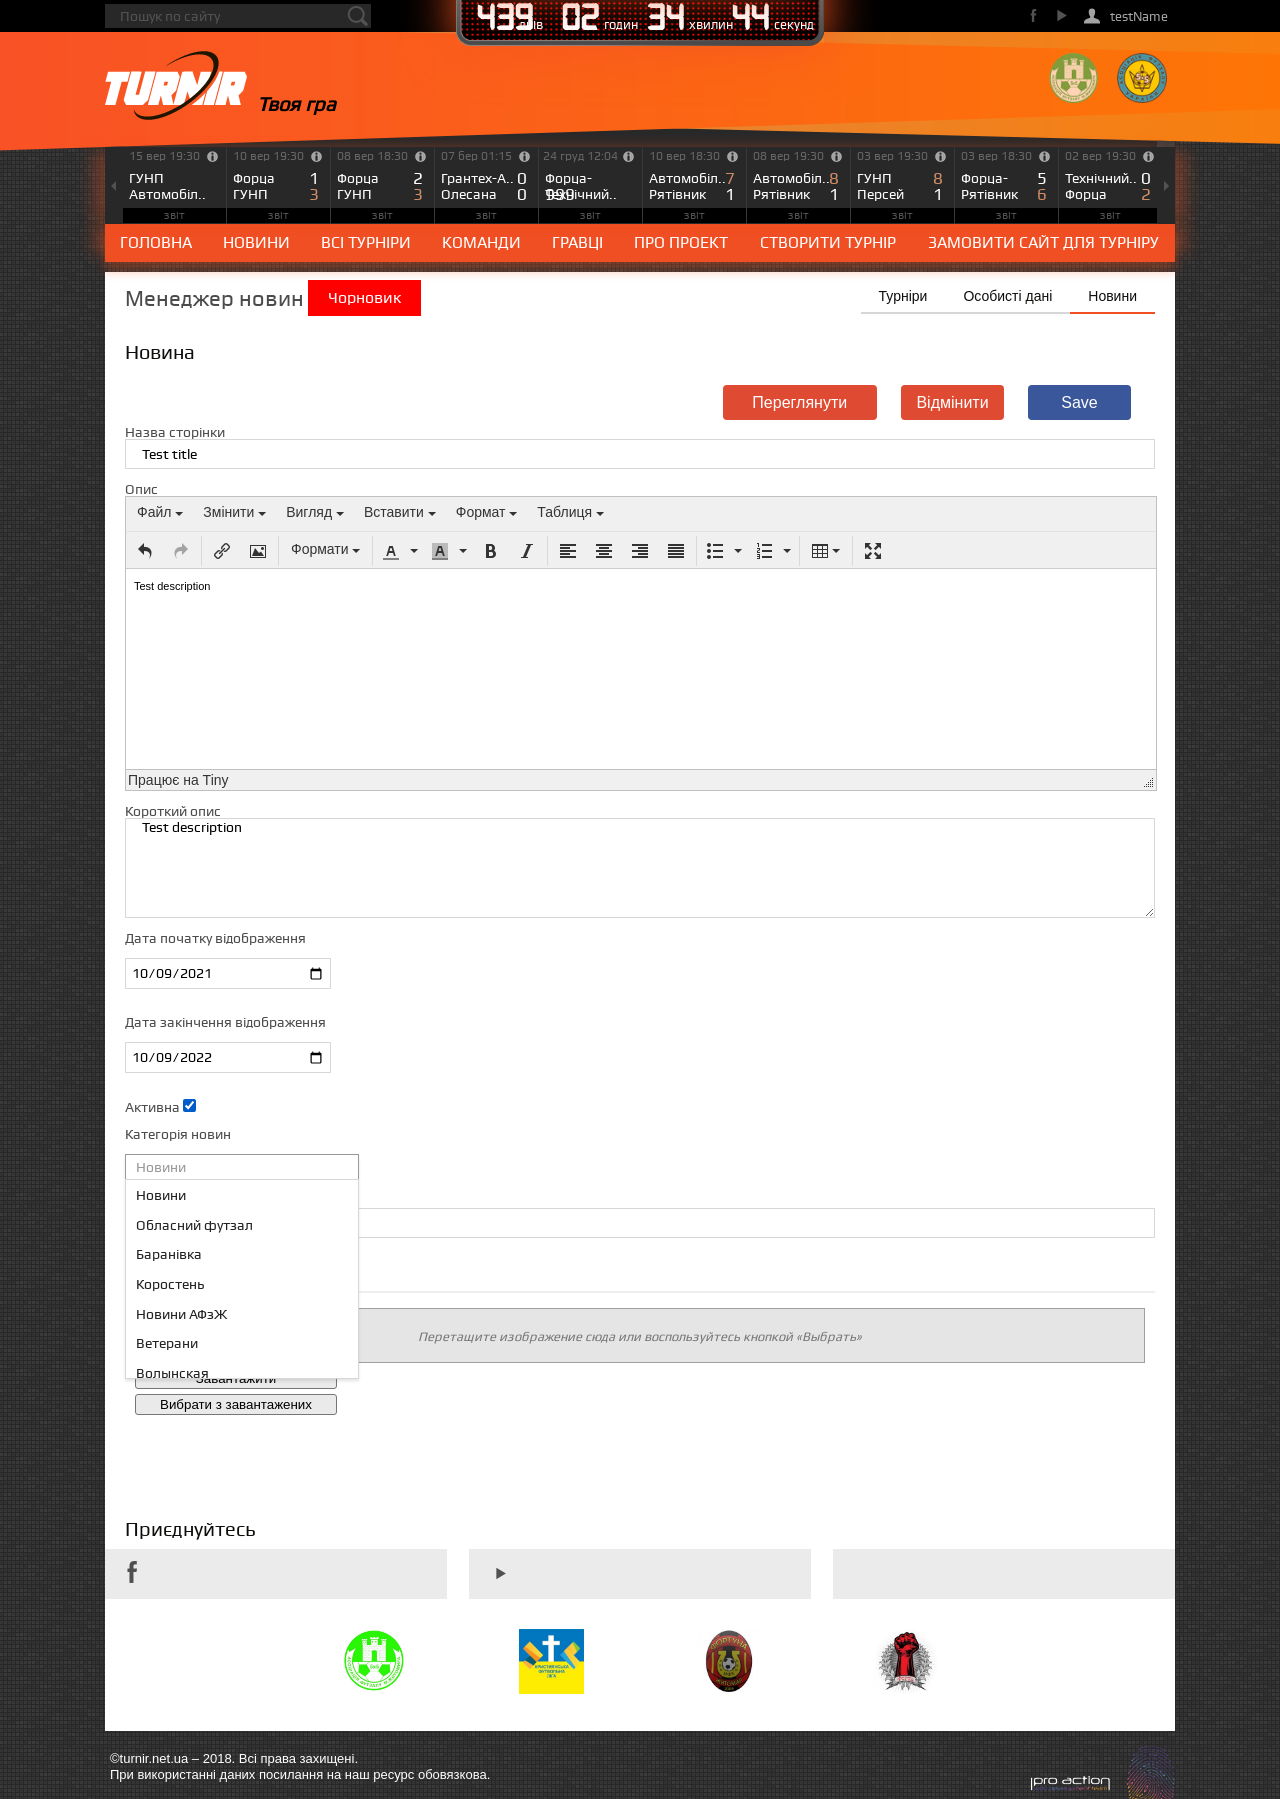 Пошук по сайту
439 днів 02 годин 34 хвилин 44 секунд
testName
TURNIR Твоя гра
15 вер 19:30 10 вер 19:30 08 вер 18:30 07 бер 01:15 24 груд 12:04 10 вер 18:30 08 вер 19:30 03 вер 19:30 03 вер 18:30 02 вер 19:30
ГУНП Форца 1 Форца 2 Грантех-А.. 0 Форца- Автомобіл.. 7 Автомобіл.. 8 ГУНП 8 Форца- 5 Технічний.. 0
Автомобіл.. ГУНП 3 ГУНП 3 Олесана 0 Технічний.. 999 Рятівник 1 Рятівник 1 Персей 1 Рятівник 6 Форца 2
ЗВІТ ЗВІТ ЗВІТ ЗВІТ ЗВІТ ЗВІТ ЗВІТ ЗВІТ ЗВІТ ЗВІТ
ГОЛОВНА НОВИНИ ВСІ ТУРНІРИ КОМАНДИ ГРАВЦІ ПРО ПРОЕКТ СТВОРИТИ ТУРНІР ЗАМОВИТИ САЙТ ДЛЯ ТУРНІРУ
Менеджер новин Чорновик
Турніри Особисті дані Новини
Новина
Переглянути Відмінити Save
Назва сторінки
Test title
Опис
Файл Змінити Вигляд Вставити Формат Таблиця
Формати A A B I
Test description
Працює на Tiny
Короткий опис
Test description
Дата початку відображення
10/09/2021
Дата закінчення відображення
10/09/2022
Активна
Категорія новин
Новини
Новини
Обласний футзал
Баранівка
Коростень
Новини АФзЖ
Ветерани
Волынская
Перетащите изображение сюда или воспользуйтесь кнопкой «Выбрать»
Завантажити
Вибрати з завантажених
Приєднуйтесь
©turnir.net.ua – 2018. Всі права захищені.
При використанні даних посилання на наш ресурс обовязкова.
pro action